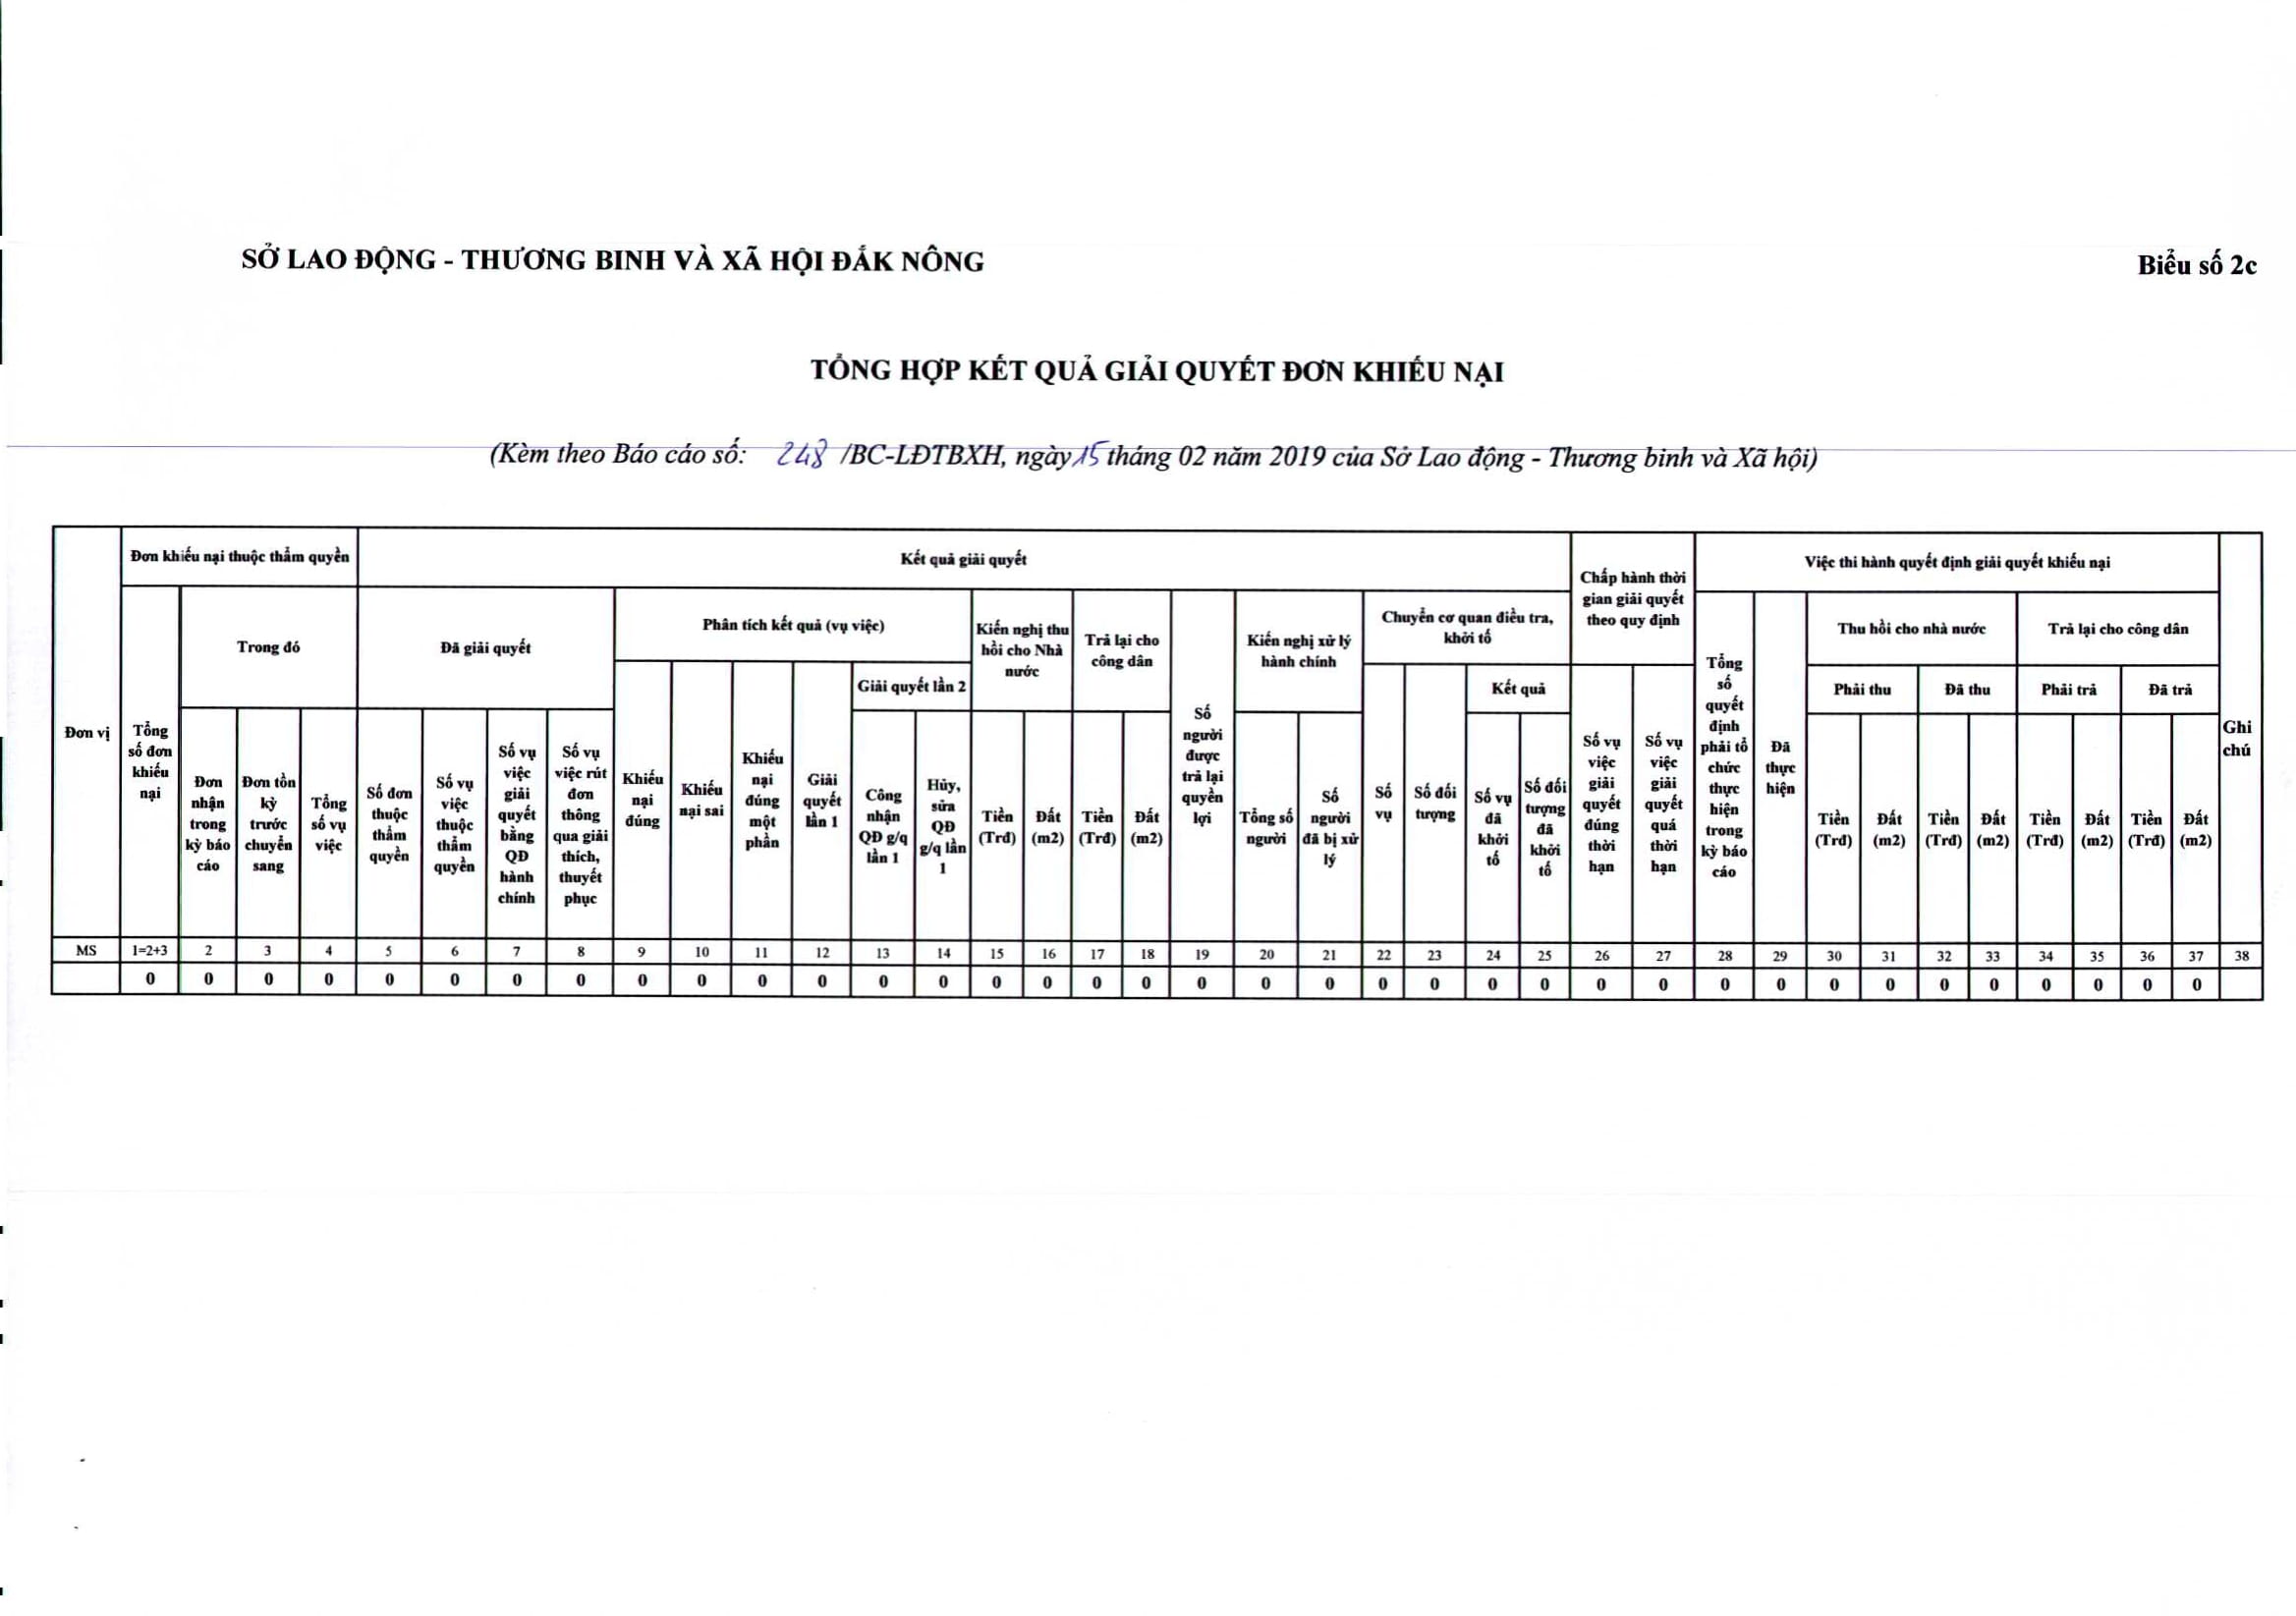 SỞ LAO ĐỘNG - THƯƠNG BINH VÀ XÃ HỘI ĐẮK NÔNG
Biểu số 2c
TỔNG HỢP KẾT QUẢ GIẢI QUYẾT ĐƠN KHIẾU NẠI
(Kèm theo Báo cáo số: 248 /BC-LĐTBXH, ngày 15 tháng 02 năm 2019 của Sở Lao động - Thương binh và Xã hội)
Đơn vị
Đơn khiếu nại thuộc thẩm quyền
Tổng
số đơn
khiếu
nại
Trong đó
Đơn
nhận
trong
kỳ báo
cáo
Đơn tồn
kỳ
trước
chuyển
sang
Tổng
số vụ
việc
Kết quả giải quyết
Đã giải quyết
Số đơn
thuộc
thẩm
quyền
Số vụ
việc
thuộc
thẩm
quyền
Số vụ
việc
giải
quyết
bằng
QĐ
hành
chính
Số vụ
việc rút
đơn
thông
qua giải
thích,
thuyết
phục
Phân tích kết quả (vụ việc)
Khiếu
nại
đúng
Khiếu
nại sai
Khiếu
nại
đúng
một
phần
Giải
quyết
lần 1
Giải quyết lần 2
Công
nhận
QĐ g/q
lần 1
Hủy,
sửa
QĐ
g/q lần
1
Kiến nghị thu
hồi cho Nhà
nước
Tiền
(Trđ)
Đất
(m2)
Trả lại cho
công dân
Tiền
(Trđ)
Đất
(m2)
Số
người
được
trả lại
quyền
lợi
Kiến nghị xử lý
hành chính
Tổng số
người
Số
người
đã bị xử
lý
Chuyển cơ quan điều tra,
khởi tố
Số
vụ
Số đối
tượng
Kết quả
Số vụ
đã
khởi
tố
Số đối
tượng
đã
khởi
tố
Chấp hành thời
gian giải quyết
theo quy định
Số vụ
việc
giải
quyết
đúng
thời
hạn
Số vụ
việc
giải
quyết
quá
thời
hạn
Việc thi hành quyết định giải quyết khiếu nại
Tổng
số
quyết
định
phải tổ
chức
thực
hiện
trong
kỳ báo
cáo
Đã
thực
hiện
Thu hồi cho nhà nước
Phải thu
Tiền
(Trđ)
Đất
(m2)
Đã thu
Tiền
(Trđ)
Đất
(m2)
Trả lại cho công dân
Phải trả
Tiền
(Trđ)
Đất
(m2)
Đã trả
Tiền
(Trđ)
Đất
(m2)
Ghi
chú
MS 1=2+3 2 3 4 5 6 7 8 9 10 11 12 13 14 15 16 17 18 19 20 21 22 23 24 25 26 27 28 29 30 31 32 33 34 35 36 37 38
0 0 0 0 0 0 0 0 0 0 0 0 0 0 0 0 0 0 0 0 0 0 0 0 0 0 0 0 0 0 0 0 0 0 0 0 0